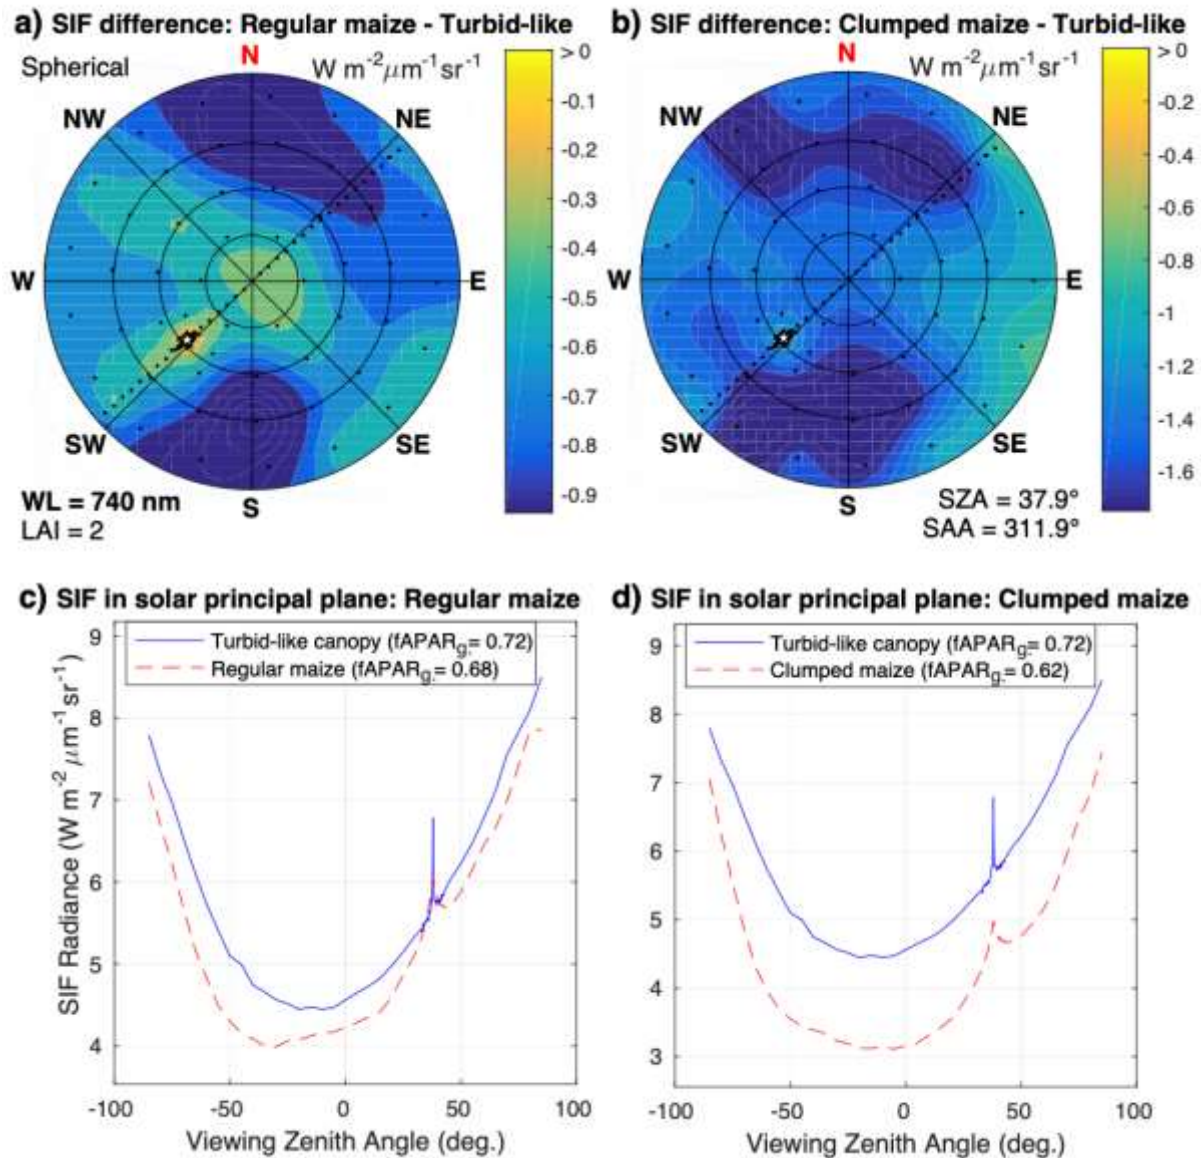 a) SIF difference: Regular maize - Turbid-like
Spherical
N
W m-2μm-1sr-1
NW
NE
W
E
SW
SE
S
WL = 740 nm
LAI = 2
> 0
-0.1
-0.2
-0.3
-0.4
-0.5
-0.6
-0.7
-0.8
-0.9
b) SIF difference: Clumped maize - Turbid-like
N
W m-2μm-1sr-1
NW
NE
W
E
SW
SE
S
SZA = 37.9°
SAA = 311.9°
> 0
-0.2
-0.4
-0.6
-0.8
-1
-1.2
-1.4
-1.6
c) SIF in solar principal plane: Regular maize
Turbid-like canopy (fAPARg= 0.72)
Regular maize (fAPARg= 0.68)
SIF Radiance (W m-2 μm-1sr-1)
9
8
7
6
5
4
-100
-50
0
50
100
Viewing Zenith Angle (deg.)
d) SIF in solar principal plane: Clumped maize
Turbid-like canopy (fAPARg= 0.72)
Clumped maize (fAPARg= 0.62)
9
8
7
6
5
4
3
-100
-50
0
50
100
Viewing Zenith Angle (deg.)